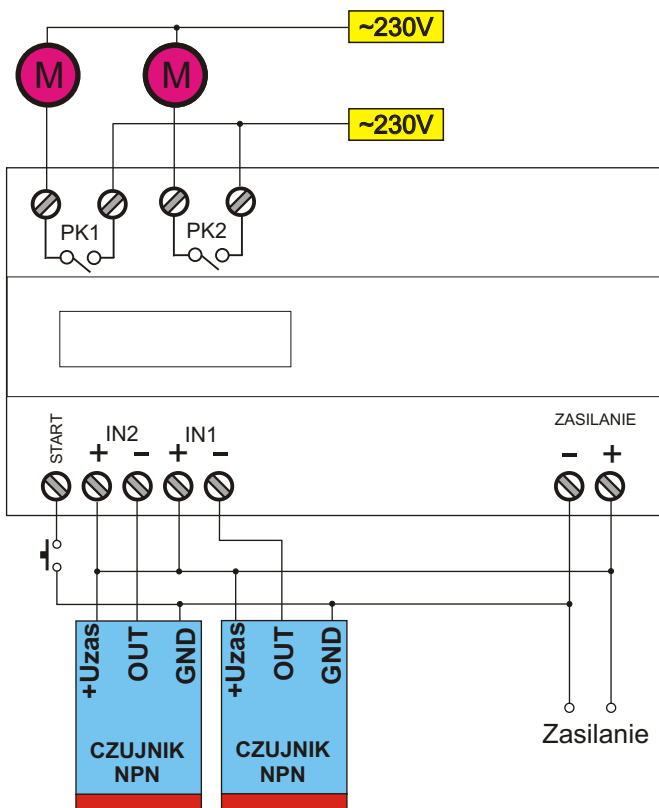 ~230V
M M
~230V
PK1 PK2
START IN2 IN1 ZASILANIE
+ − + − − +
+Uzas OUT GND +Uzas OUT GND
Zasilanie
CZUJNIK CZUJNIK
NPN NPN